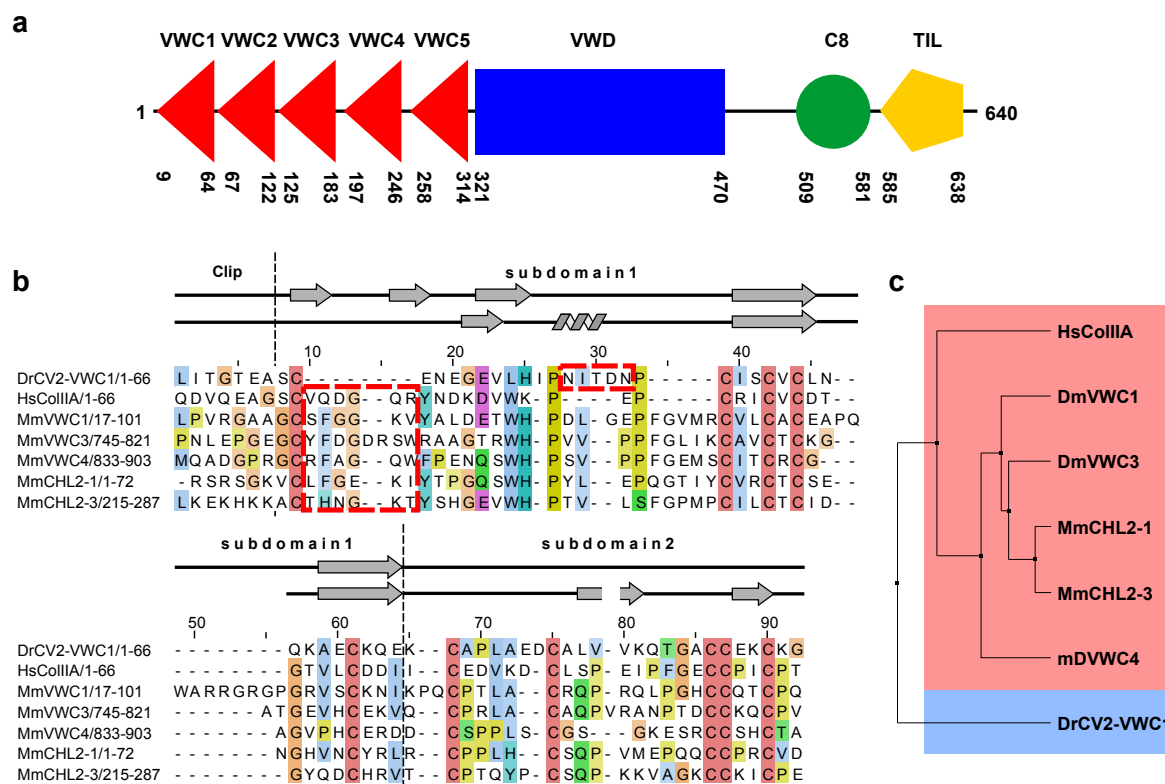 a
VWC1 VWC2 VWC3 VWC4 VWC5 VWD C8 TIL
1 640
9 64 67 122 125 183 197 246 258 314 321 470 509 581 585 638
b
Clip subdomain1
10 20 30 40
DrCV2-VWC1/1-66 LITGTEASC--------ENEGEVLHIPNITDNP-----CISCVCLN--
HsCollIA/1-66 QDVQEAGSCVQDG--QRYNDKDVWK-P----EP-----CRICVCDT--
MmVWC1/17-101 LPVRGAAGCSFGG--KVYALDETWH-PDL-GEPFGVMRCVLCACEAPQ
MmVWC3/745-821 PNLEPGEGCYFDGDRSWRAAGTRWH-PVV--PPFGLIKCAVCTCKG--
MmVWC4/833-903 MQADGPRGCRFAG--QWFPENQSWH-PSV--PPFGEMSCITCRCG---
MmCHL2-1/1-72 -RSRSGKVCLFGE--KIYTPGQSWH-PYL--EPQGTIYCVRCTCSE--
MmCHL2-3/215-287 LKEKHKKACTHNG--KTYSHGEVWH-PTV--LSFGPMPCILCTCID--
subdomain1 subdomain2
50 60 70 80 90
DrCV2-VWC1/1-66 --------QKAECKQEK--CAPLAEDCALV-VKQTGACCEKCKG
HsCollIA/1-66 --------GTVLCDDII--CEDVKD-CLSP-EIPFGECCPICPT
MmVWC1/17-101 WARRGRGPGRVSCKNIKPQCPTLA--CRQP-RQLPGHCCQTCPQ
MmVWC3/745-821 ------ATGEVHCEKVQ--CPRLA--CAQPVRANPTDCCKQCPV
MmVWC4/833-903 -------AGVPHCERDD--CSPPLS-CGS---GKESRCCSHCTA
MmCHL2-1/1-72 -------NGHVNCYRLR--CPPLH--CSQP-VMEPQQCCPRCVD
MmCHL2-3/215-287 -------GYQDCHRVT--CPTQYP-CSQP-KKVAGKCCKICPE
c
HsCollIA
DmVWC1
DmVWC3
MmCHL2-1
MmCHL2-3
mDVWC4
DrCV2-VWC1